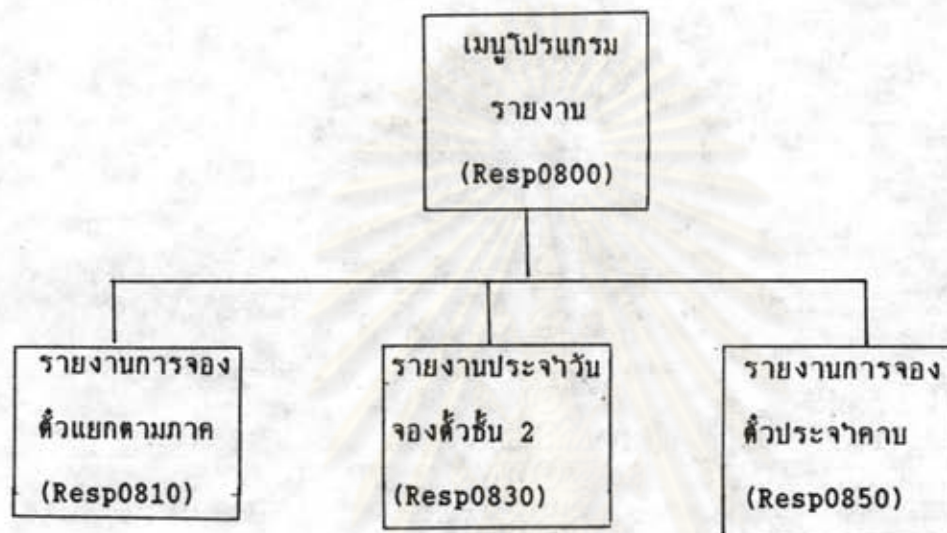 เมนูโปรแกรม
รายงาน
(Resp0800)
รายงานการจอง
ตั๋วแยกตามภาค
(Resp0810)
รายงานประจำวัน
จองตั๋วชั้น 2
(Resp0830)
รายงานการจอง
ตั๋วประจำคาบ
(Resp0850)